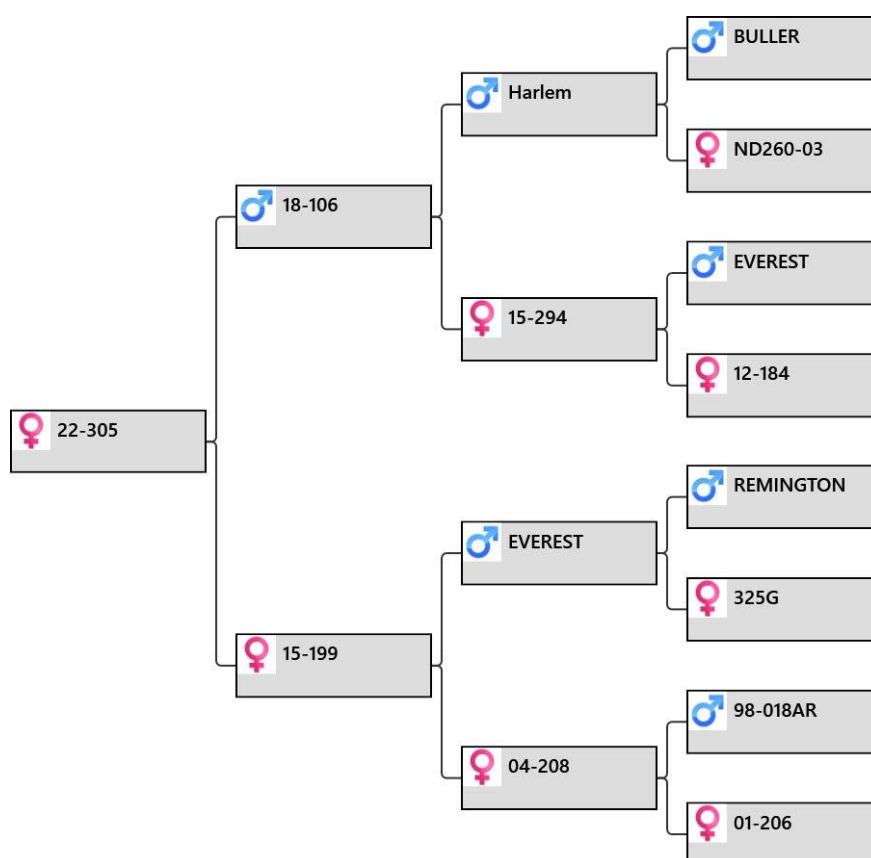 BULLER
Harlem
ND260-03
18-106
EVEREST
15-294
12-184
22-305
REMINGTON
EVEREST
325G
15-199
98-018AR
04-208
01-206